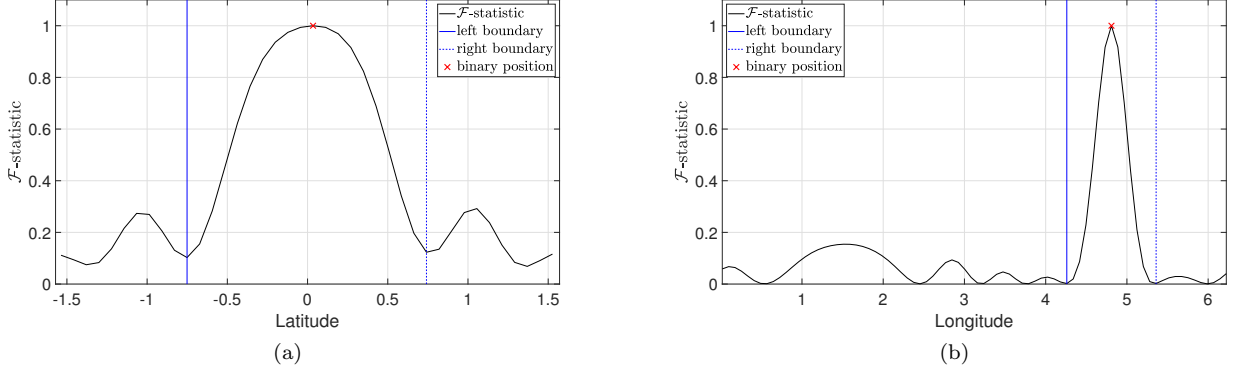 1
0.8
0.6
0.4
0.2
0
-1.5 -1 -0.5 0 0.5 1 1.5
Latitude
ℱ-statistic
ℱ-statistic
left boundary
right boundary
binary position
(a)
1
0.8
0.6
0.4
0.2
0
1 2 3 4 5 6
Longitude
ℱ-statistic
ℱ-statistic
left boundary
right boundary
binary position
(b)